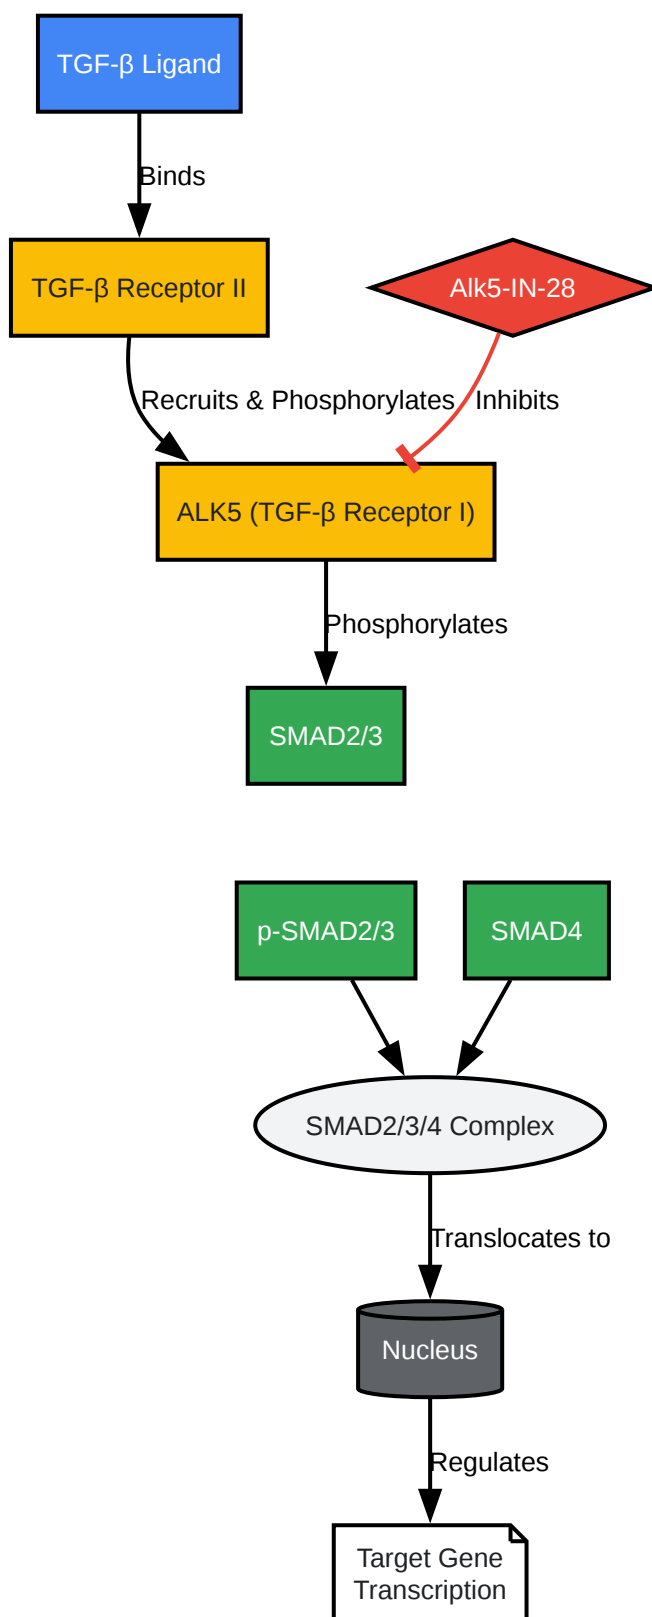 TGF-β Ligand
Binds
TGF-β Receptor II
Alk5-IN-28
Recruits & Phosphorylates
Inhibits
ALK5 (TGF-β Receptor I)
Phosphorylates
SMAD2/3
p-SMAD2/3
SMAD4
SMAD2/3/4 Complex
Translocates to
Nucleus
Regulates
Target Gene
Transcription